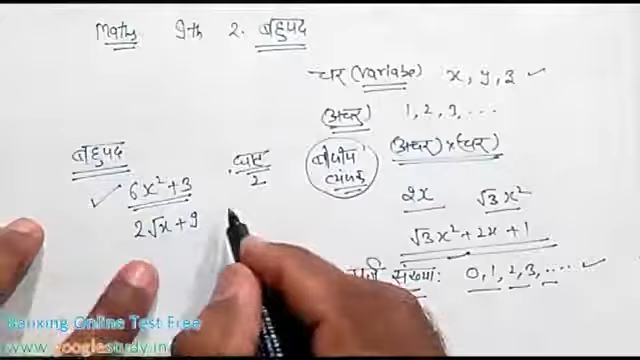 Maths 9th 2. बहुपद
चर (variable) x, y, z
(अचर) 1, 2, 3, ...
बहुपद
घात
बीजीय व्यंजक
(अचर) × (चर)
6x² + 3
2
2x √3 x²
2√x + 9
√3 x² + 2x + 1
पूर्ण संख्या: 0, 1, 2, 3, ....
Banking Online Test Free
www.googlestudy.in